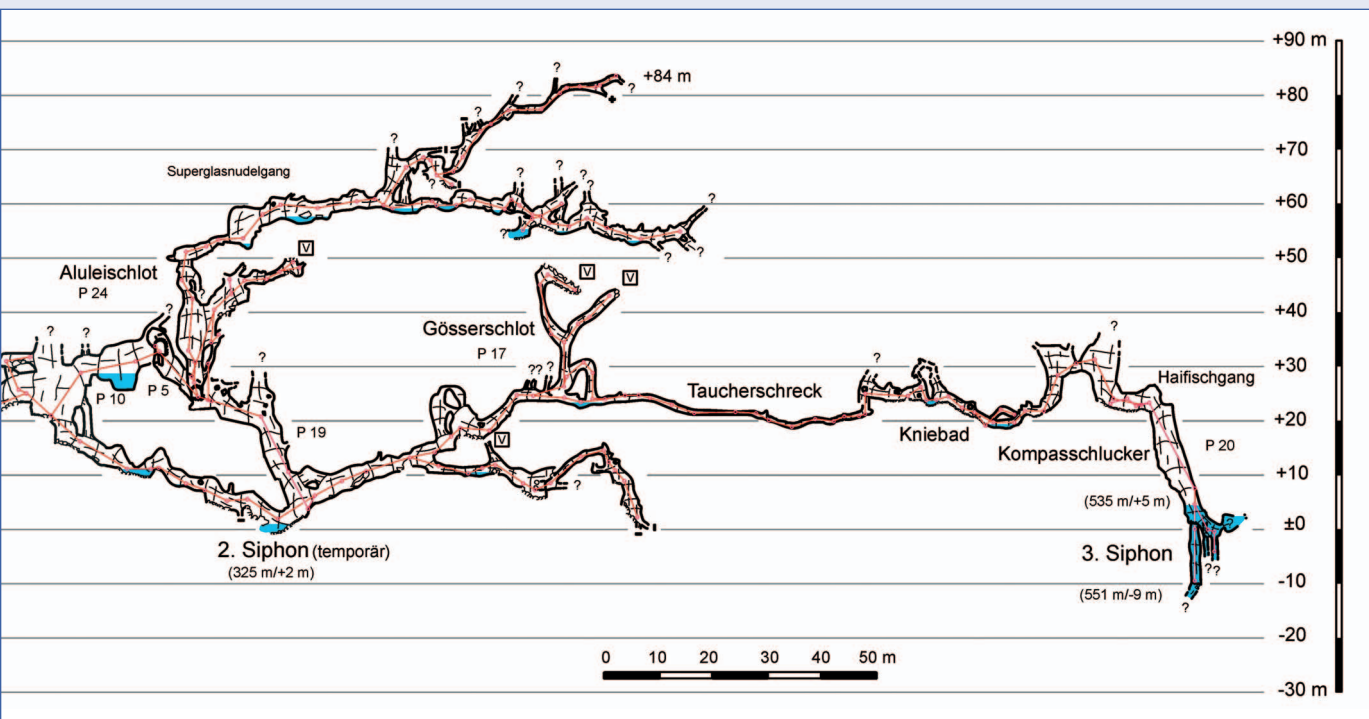 +90 m
+84 m
+80
+70
Superglasnudelgang
+60
V
+50
Aluleischlot
P 24
V
V
+40
Gösserschlot
P 17
??
+30
Haifischgang
P 10
P 5
Taucherschreck
+20
P 19
V
Kniebad
Kompasschlucker
P 20
+10
(535 m/+5 m)
±0
2. Siphon (temporär)
(325 m/+2 m)
3. Siphon
??
-10
(551 m/-9 m)
?
-20
0 10 20 30 40 50 m
-30 m